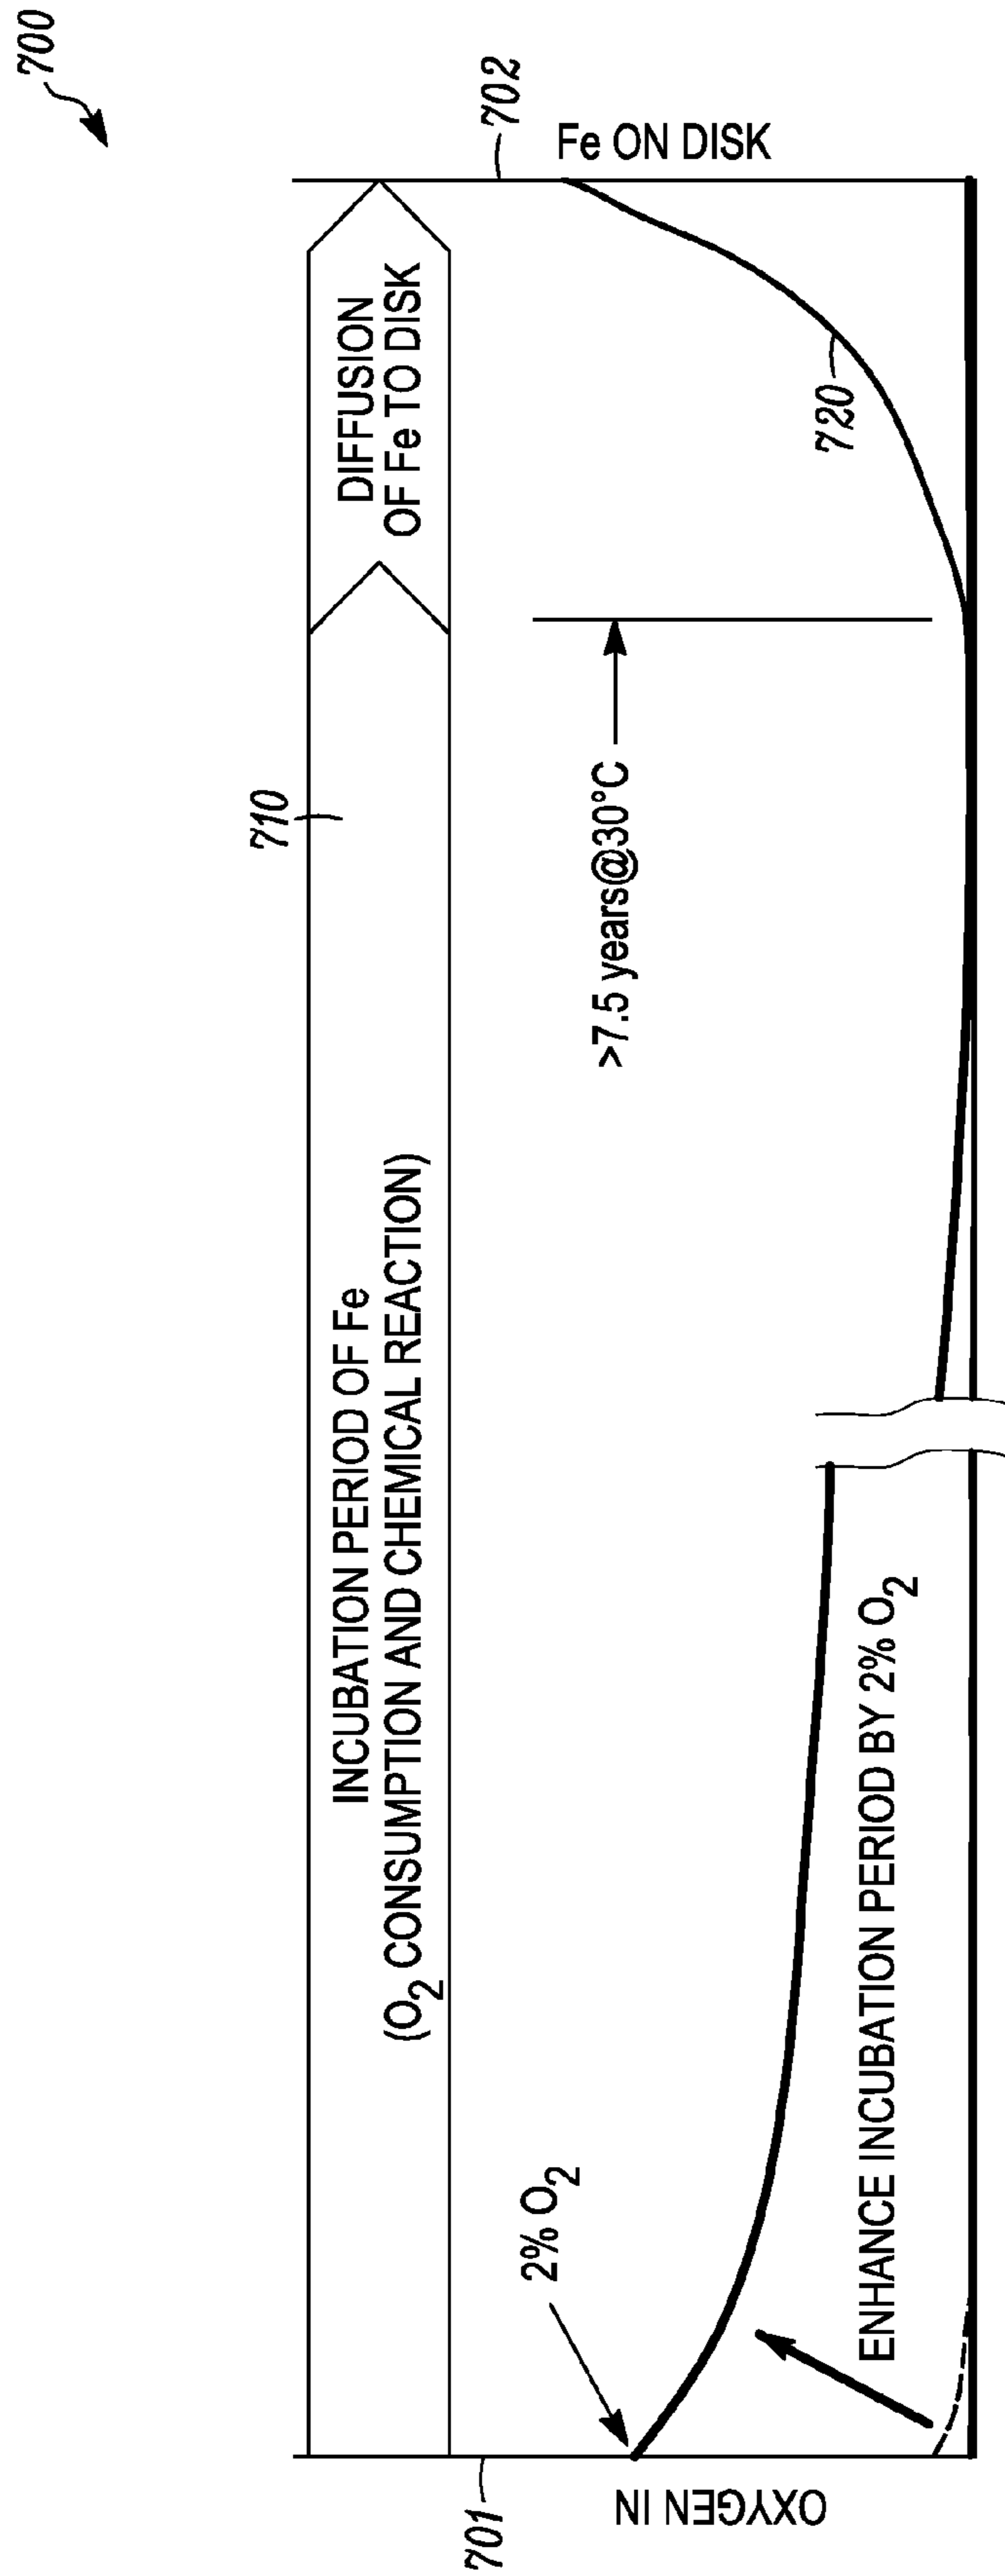 700
INCUBATION PERIOD OF Fe
(O₂ CONSUMPTION AND CHEMICAL REACTION)
710
DIFFUSION
OF Fe TO DISK
701
702
OXYGEN IN
Fe ON DISK
2% O₂
>7.5 years@30°C
720
ENHANCE INCUBATION PERIOD BY 2% O₂